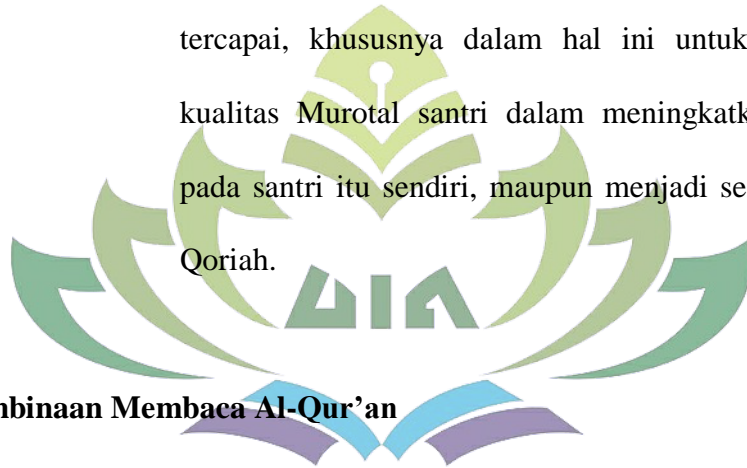 tercapai, khususnya dalam hal ini untuk
kualitas Murotal santri dalam meningkatk
pada santri itu sendiri, maupun menjadi se
Qoriah.
UIN
mbinaan Membaca Al-Qur’an